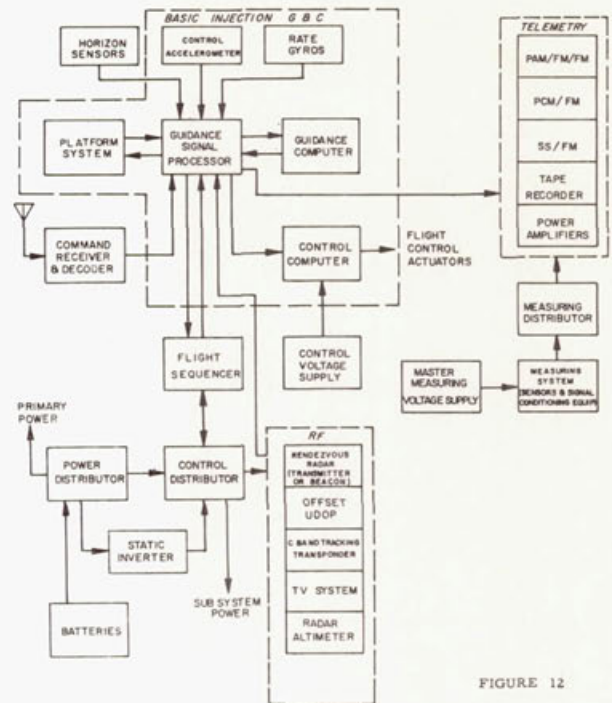 BASIC INJECTION G B C
HORIZON
SENSORS
CONTROL
ACCELEROMETER
RATE
GYROS
PLATFORM
SYSTEM
GUIDANCE
SIGNAL
PROCESSOR
GUIDANCE
COMPUTER
COMMAND
RECEIVER
& DECODER
CONTROL
COMPUTER
FLIGHT
CONTROL
ACTUATORS
FLIGHT
SEQUENCER
CONTROL
VOLTAGE
SUPPLY
TELEMETRY
PAM/FM/FM
PCM/FM
SS/FM
TAPE
RECORDER
POWER
AMPLIFIERS
MEASURING
DISTRIBUTOR
MASTER
MEASURING
VOLTAGE SUPPLY
MEASURING
SYSTEM
(SENSORS & SIGNAL
CONDITIONING EQUIP)
PRIMARY
POWER
POWER
DISTRIBUTOR
CONTROL
DISTRIBUTOR
STATIC
INVERTER
BATTERIES
SUB SYSTEM
POWER
RF
RENDEZVOUS
RADAR
(TRANSMITTER
OR BEACON)
OFFSET
UDOP
C BAND TRACKING
TRANSPONDER
TV SYSTEM
RADAR
ALTIMETER
FIGURE 12